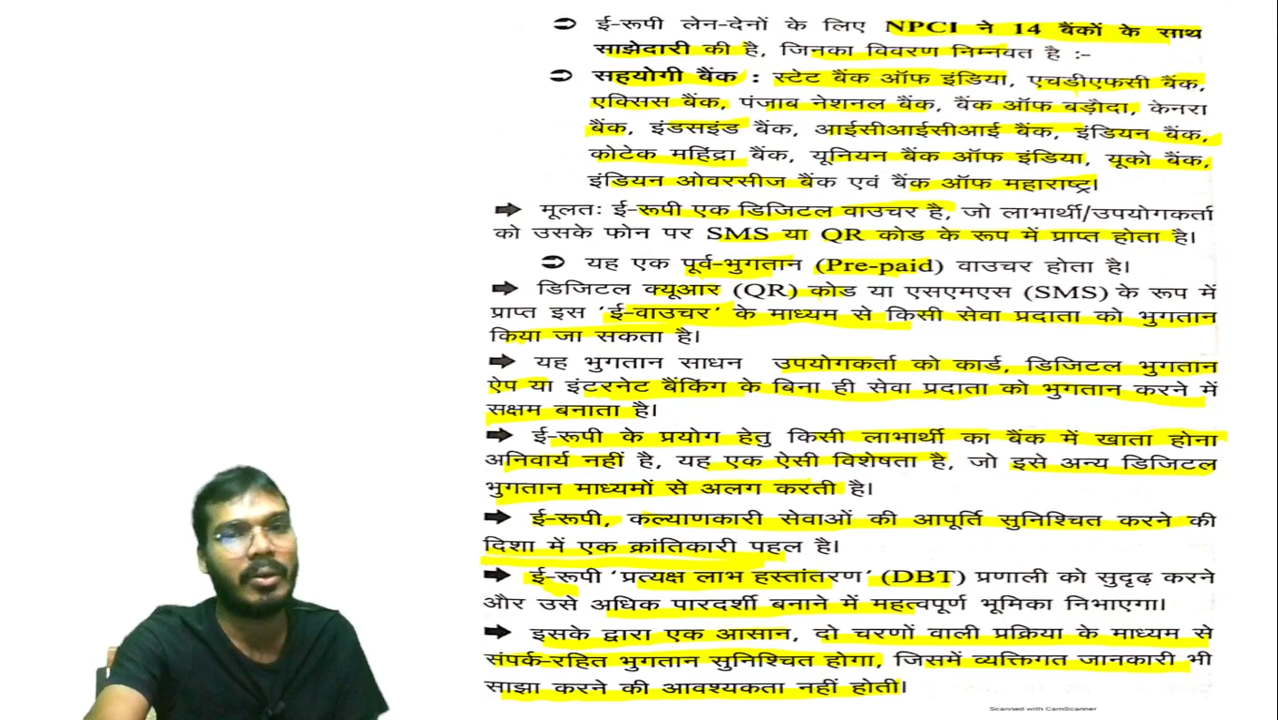 ➲ ई-रूपी लेन-देनों के लिए NPCI ने 14 बैंकों के साथ
साझेदारी की है, जिनका विवरण निम्नवत है :-
➲ सहयोगी बैंक : स्टेट बैंक ऑफ इंडिया, एचडीएफसी बैंक,
एक्सिस बैंक, पंजाब नेशनल बैंक, बैंक ऑफ बड़ौदा, केनरा
बैंक, इंडसइंड बैंक, आईसीआईसीआई बैंक, इंडियन बैंक,
कोटेक महिंद्रा बैंक, यूनियन बैंक ऑफ इंडिया, यूको बैंक,
इंडियन ओवरसीज बैंक एवं बैंक ऑफ महाराष्ट्र।
➡ मूलतः ई-रूपी एक डिजिटल वाउचर है, जो लाभार्थी/उपयोगकर्ता
को उसके फोन पर SMS या QR कोड के रूप में प्राप्त होता है।
➲ यह एक पूर्व-भुगतान (Pre-paid) वाउचर होता है।
➡ डिजिटल क्यूआर (QR) कोड या एसएमएस (SMS) के रूप में
प्राप्त इस 'ई-वाउचर' के माध्यम से किसी सेवा प्रदाता को भुगतान
किया जा सकता है।
➡ यह भुगतान साधन उपयोगकर्ता को कार्ड, डिजिटल भुगतान
ऐप या इंटरनेट बैंकिंग के बिना ही सेवा प्रदाता को भुगतान करने में
सक्षम बनाता है।
➡ ई-रूपी के प्रयोग हेतु किसी लाभार्थी का बैंक में खाता होना
अनिवार्य नहीं है, यह एक ऐसी विशेषता है, जो इसे अन्य डिजिटल
भुगतान माध्यमों से अलग करती है।
➡ ई-रूपी, कल्याणकारी सेवाओं की आपूर्ति सुनिश्चित करने की
दिशा में एक क्रांतिकारी पहल है।
➡ ई-रूपी 'प्रत्यक्ष लाभ हस्तांतरण' (DBT) प्रणाली को सुदृढ़ करने
और उसे अधिक पारदर्शी बनाने में महत्वपूर्ण भूमिका निभाएगा।
➡ इसके द्वारा एक आसान, दो चरणों वाली प्रक्रिया के माध्यम से
संपर्क-रहित भुगतान सुनिश्चित होगा, जिसमें व्यक्तिगत जानकारी भी
साझा करने की आवश्यकता नहीं होती।
Scanned with CamScanner